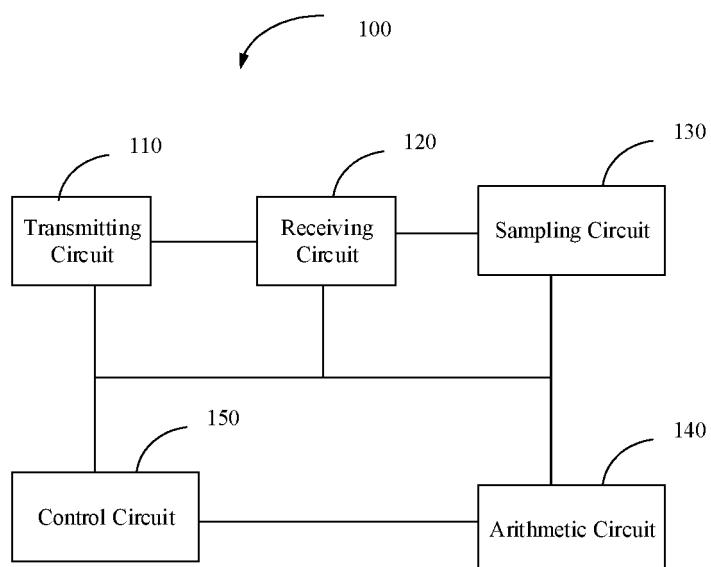 100
110
120
130
Transmitting
Circuit
Receiving
Circuit
Sampling Circuit
150
140
Control Circuit
Arithmetic Circuit